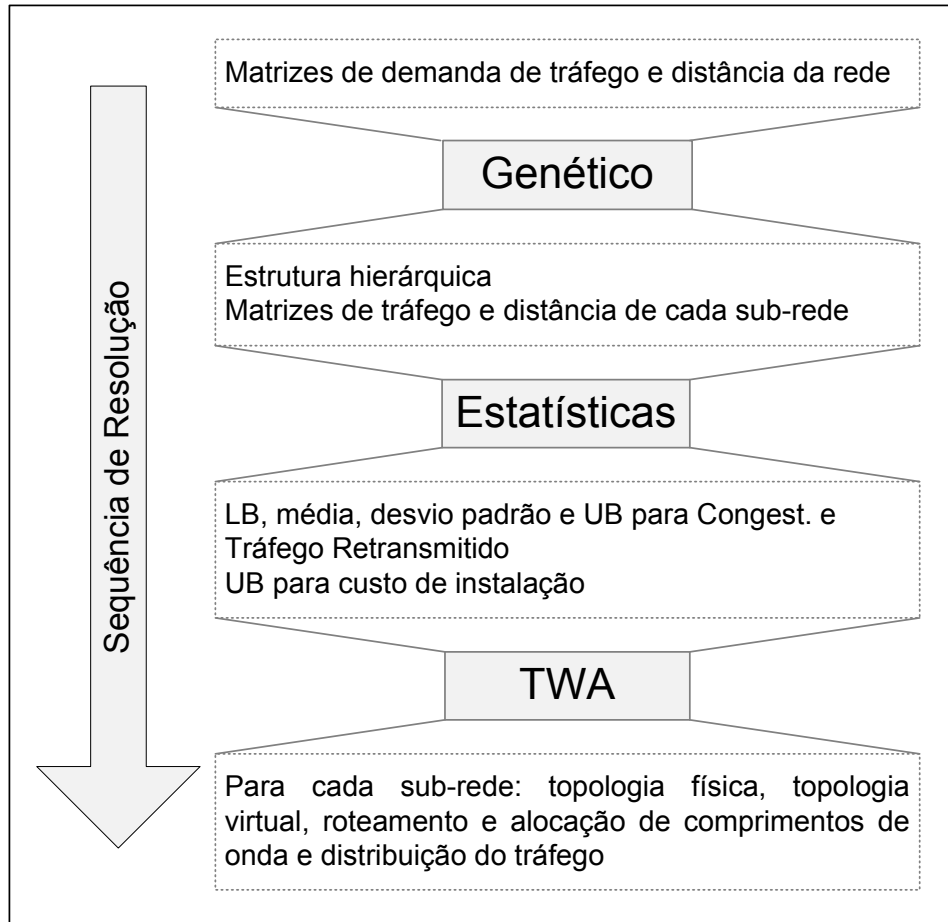 Matrizes de demanda de tráfego e distância da rede
Genético
Estrutura hierárquica
Matrizes de tráfego e distância de cada sub-rede
Estatísticas
LB, média, desvio padrão e UB para Congest. e
Tráfego Retransmitido
UB para custo de instalação
TWA
Para cada sub-rede: topologia física, topologia
virtual, roteamento e alocação de comprimentos de
onda e distribuição do tráfego
Sequência de Resolução